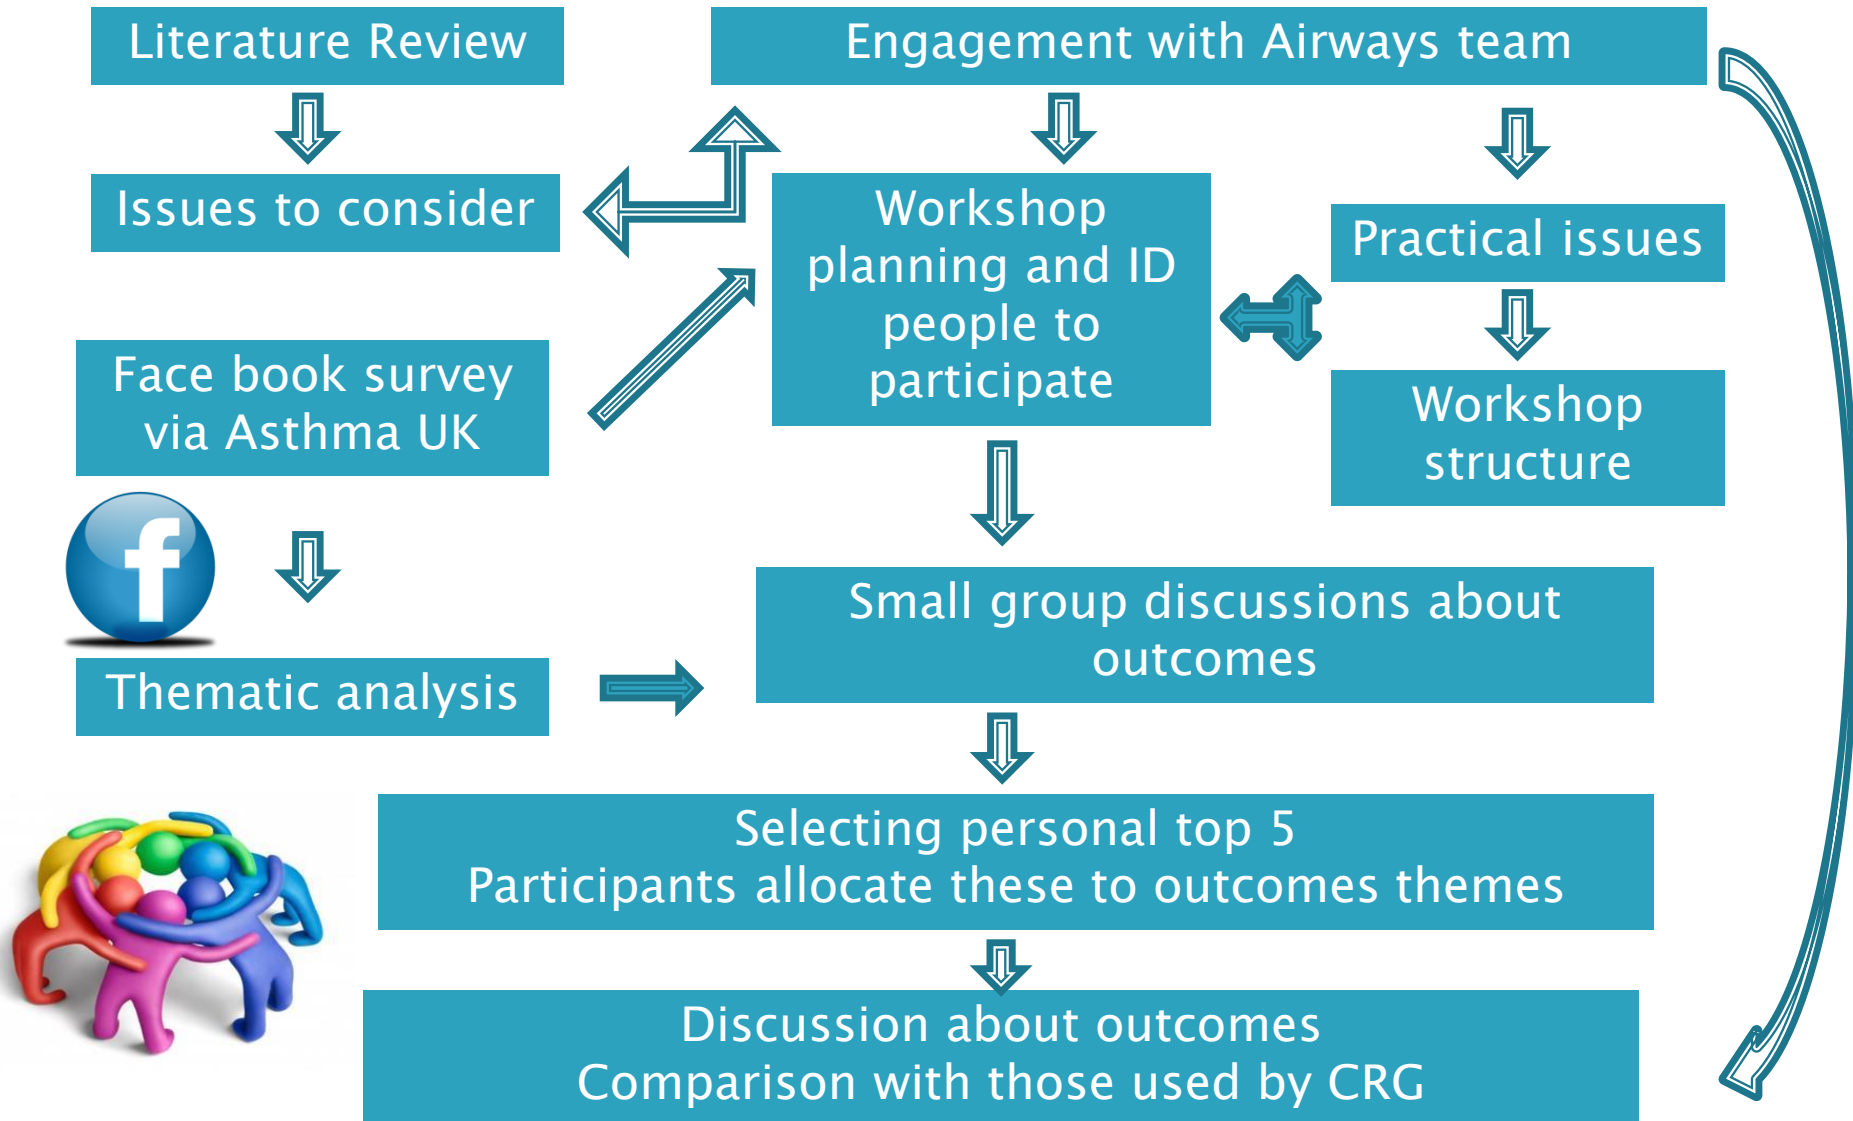 Literature Review
Engagement with Airways team
Issues to consider
Workshop
planning and ID
people to
participate
Practical issues
Face book survey
via Asthma UK
Workshop
structure
f
Small group discussions about
outcomes
Thematic analysis
Selecting personal top 5
Participants allocate these to outcomes themes
Discussion about outcomes
Comparison with those used by CRG